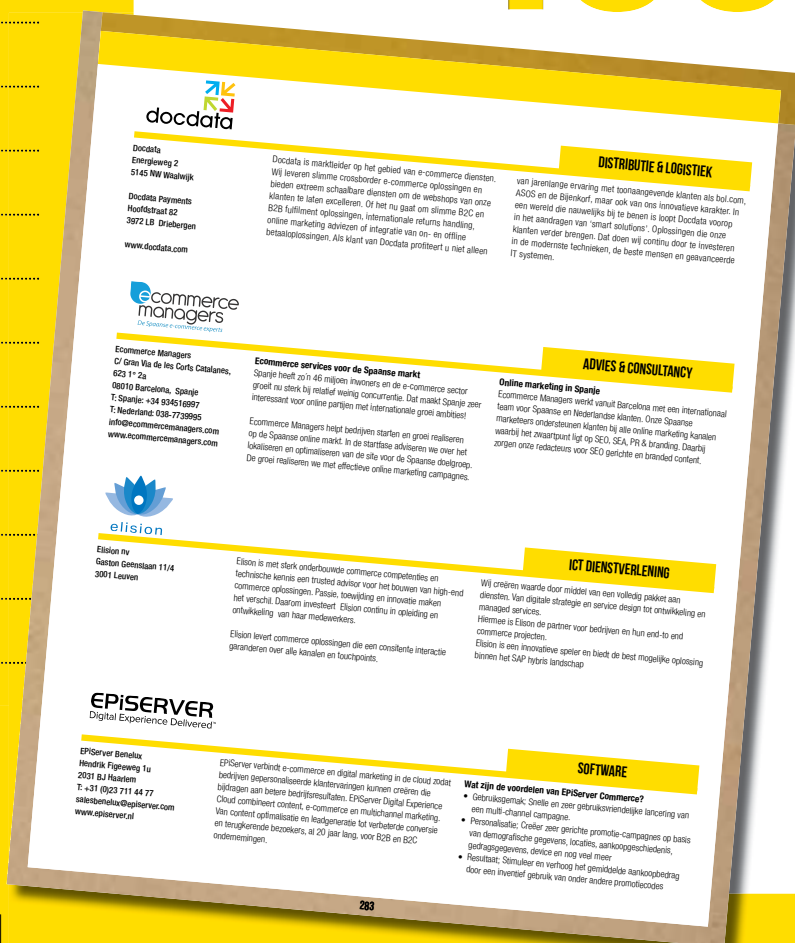 docdata
DISTRIBUTIE & LOGISTIEK
Docdata
Energieweg 2
5145 NW Waalwijk
Docdata Payments
Hoofdstraat 82
3972 LB Driebergen
www.docdata.com
Docdata is marktleider op het gebied van e-commerce diensten.
Wij leveren slimme crossborder e-commerce oplossingen en
bieden extreem schaalbare diensten om de webshops van onze
klanten te laten excelleren. Of het nu gaat om slimme B2C en
B2B fulfilment oplossingen, internationale returns handling,
online marketing adviezen of integratie van on- en offline
betaaloplossingen. Als klant van Docdata profiteert u niet alleen
van jarenlange ervaring met toonaangevende klanten als bol.com,
ASOS en de Bijenkorf, maar ook van ons innovatieve karakter. In
een wereld die nauwelijks bij te benen is loopt Docdata voorop
in het aandragen van 'smart solutions'. Oplossingen die onze
klanten verder brengen. Dat doen wij continu door te investeren
in de modernste technieken, de beste mensen en geavanceerde
IT systemen.
ecommerce
managers
De Spaanse e-commerce experts
ADVIES & CONSULTANCY
Ecommerce Managers
C/ Gran Via de les Corts Catalanes,
623 1° 2a
08010 Barcelona, Spanje
T: Spanje: +34 934516997
T: Nederland: 038-7739995
info@ecommercemanagers.com
www.ecommercemanagers.com
Ecommerce services voor de Spaanse markt
Spanje heeft zo'n 46 miljoen inwoners en de e-commerce sector
groeit nu sterk bij relatief weinig concurrentie. Dat maakt Spanje zeer
interessant voor online partijen met internationale groei ambities!
Ecommerce Managers helpt bedrijven starten en groei realiseren
op de Spaanse online markt. In de startfase adviseren we over het
lokaliseren en optimaliseren van de site voor de Spaanse doelgroep.
De groei realiseren we met effectieve online marketing campagnes.
Online marketing in Spanje
Ecommerce Managers werkt vanuit Barcelona met een internationaal
team voor Spaanse en Nederlandse klanten. Onze Spaanse
marketeers ondersteunen klanten bij alle online marketing kanalen
waarbij het zwaartpunt ligt op SEO, SEA, PR & branding. Daarbij
zorgen onze redacteurs voor SEO gerichte en branded content.
elision
ICT DIENSTVERLENING
Elision nv
Gaston Geenslaan 11/4
3001 Leuven
Elison is met sterk onderbouwde commerce competenties en
technische kennis een trusted advisor voor het bouwen van high-end
commerce oplossingen. Passie, toewijding en innovatie maken
het verschil. Daarom investeert Elision continu in opleiding en
ontwikkeling van haar medewerkers.
Elision levert commerce oplossingen die een consitente interactie
garanderen over alle kanalen en touchpoints.
Wij creëren waarde door middel van een volledig pakket aan
diensten. Van digitale strategie en service design tot ontwikkeling en
managed services.
Hiermee is Elison de partner voor bedrijven en hun end-to end
commerce projecten.
Elision is een innovatieve speler en biedt de best mogelijke oplossing
binnen het SAP hybris landschap
EPiSERVER
Digital Experience Delivered™
SOFTWARE
EPiServer Benelux
Hendrik Figeeweg 1u
2031 BJ Haarlem
T: +31 (0)23 711 44 77
salesbenelux@episerver.com
www.episerver.nl
EPiServer verbindt e-commerce en digital marketing in de cloud zodat
bedrijven gepersonaliseerde klantervaringen kunnen creëren die
bijdragen aan betere bedrijfsresultaten. EPiServer Digital Experience
Cloud combineert content, e-commerce en multichannel marketing.
Van content optimalisatie en leadgeneratie tot verbeterde conversie
en terugkerende bezoekers, al 20 jaar lang, voor B2B en B2C
ondernemingen.
Wat zijn de voordelen van EPiServer Commerce?
• Gebruiksgemak: Snelle en zeer gebruiksvriendelijke lancering van
een multi-channel campagne.
• Personalisatie; Creëer zeer gerichte promotie-campagnes op basis
van demografische gegevens, locaties, aankoopgeschiedenis,
gedragsgegevens, device en nog veel meer
• Resultaat; Stimuleer en verhoog het gemiddelde aankoopbedrag
door een inventief gebruik van onder andere promotiecodes
283